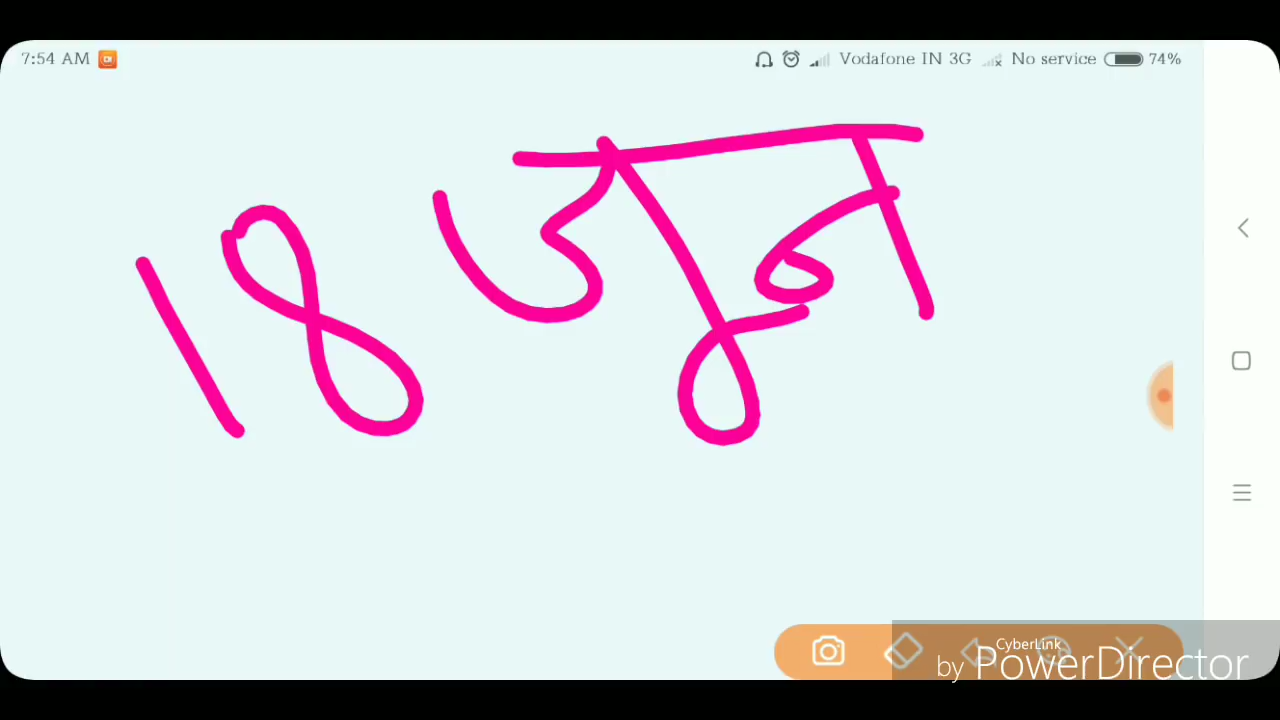 7:54 AM Vodafone IN 3G No service 74%
18 जून
CyberLink
by PowerDirector